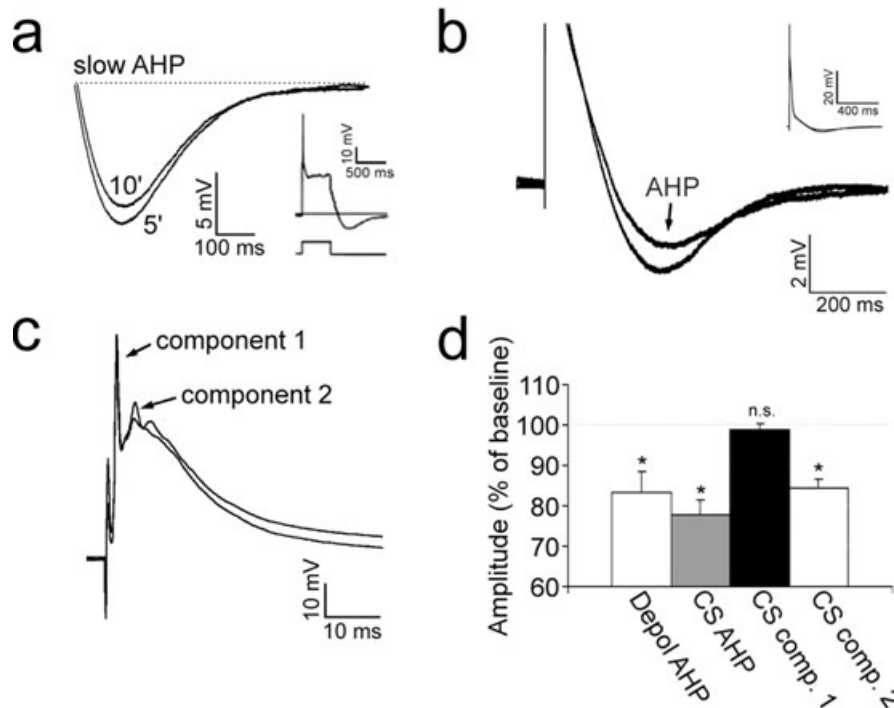 a
slow AHP
10'
5'
5 mV
100 ms
10 mV
500 ms
b
20 mV
400 ms
AHP
2 mV
200 ms
c
component 1
component 2
10 mV
10 ms
d
Amplitude (% of baseline)
110
100
90
80
70
60
*
*
n.s.
*
Depol AHP
CS AHP
CS comp. 1
CS comp. 2